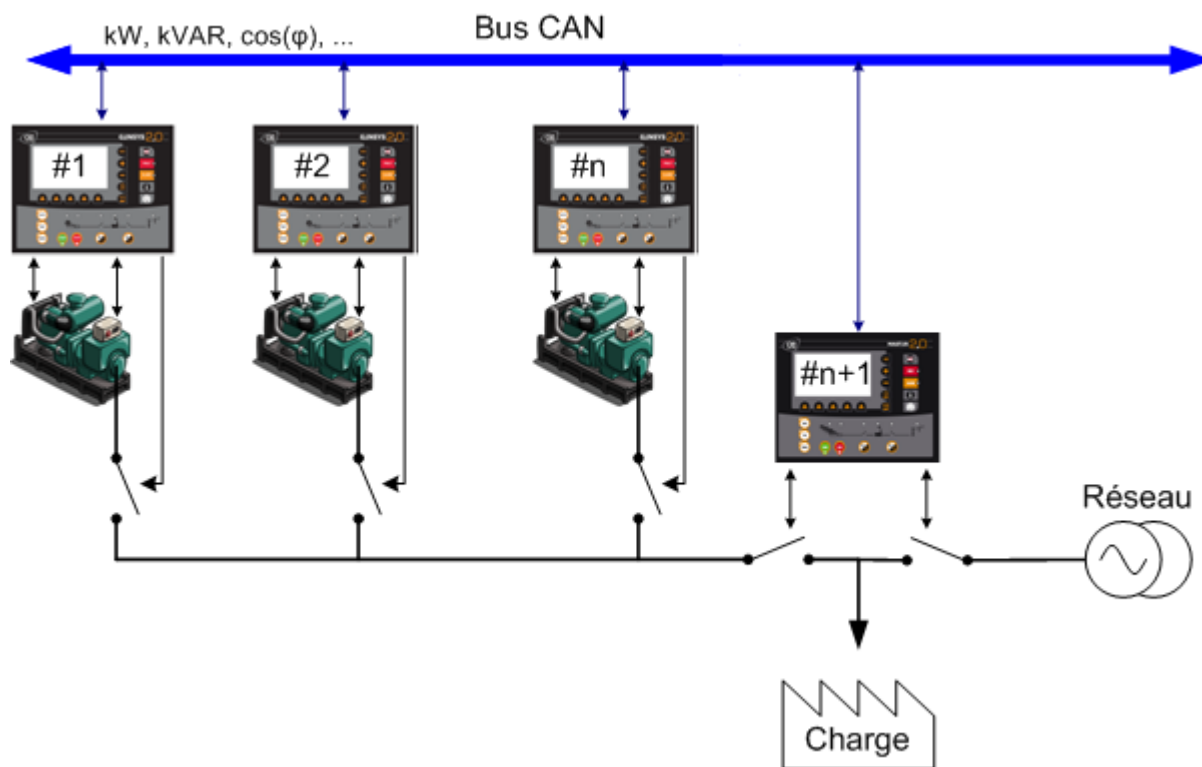 kW, kVAR, cos(φ), ...
Bus CAN
#1
#2
#n
#n+1
Réseau
Charge